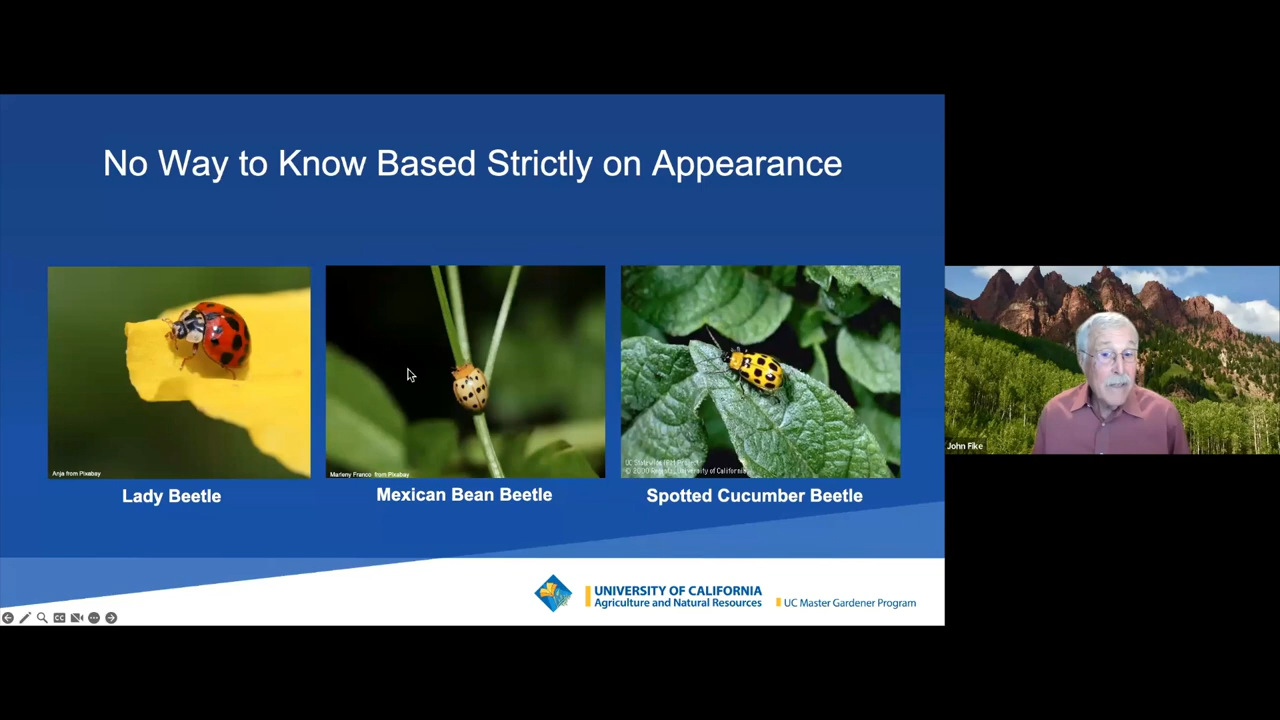 No Way to Know Based Strictly on Appearance
Anja from Pixabay
Marleny Franco from Pixabay
UC Statewide IPM Project
© 2000 Regents, University of California
Lady Beetle
Mexican Bean Beetle
Spotted Cucumber Beetle
John Fike
UNIVERSITY OF CALIFORNIA
Agriculture and Natural Resources
UC Master Gardener Program
CC